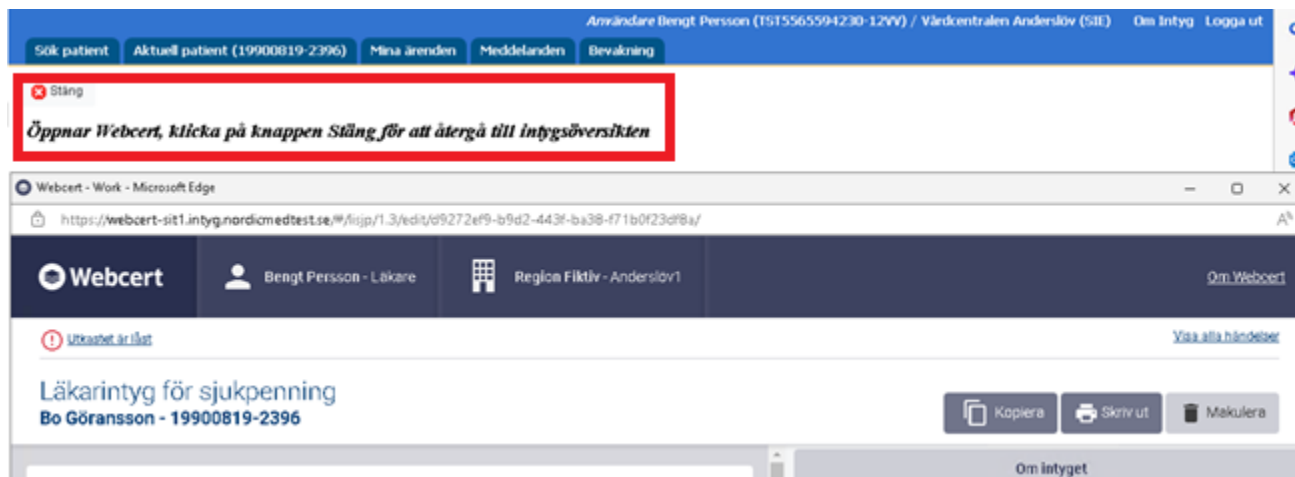 Användare Bengt Persson (TST5565594230-12VV) / Vårdcentralen Anderslöv (SIE) Om Intyg Logga ut
Sök patient Aktuell patient (19900819-2396) Mina ärenden Meddelanden Bevakning
Stäng
Öppnar Webcert, klicka på knappen Stäng för att återgå till intygsöversikten
Webcert - Work - Microsoft Edge
https://webcert-sit1.intyg.nordicmedtest.se/#/lisjp/1.3/edit/d9272ef9-b9d2-443f-ba38-f71b0f23df8a/
Webcert Bengt Persson - Läkare Region Fiktiv - Anderslöv1 Om Webcert
Utkastet är låst Visa alla händelser
Läkarintyg för sjukpenning
Bo Göransson - 19900819-2396
Kopiera Skriv ut Makulera
Om intyget